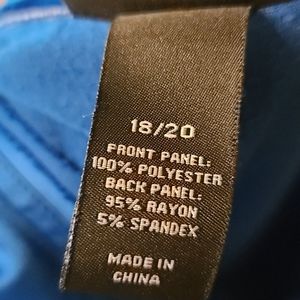 18/20
FRONT PANEL:
100% POLYESTER
BACK PANEL:
95% RAYON
5% SPANDEX
MADE IN
CHINA